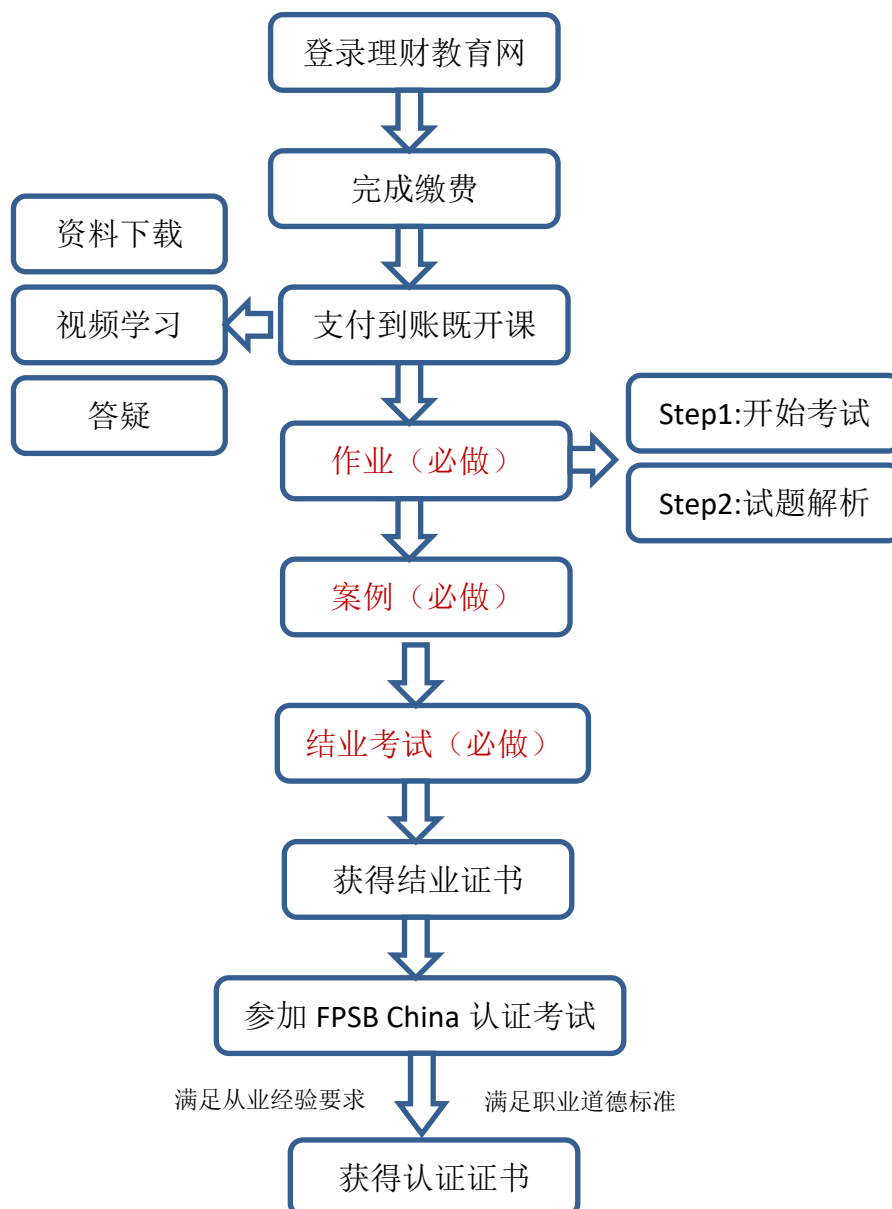 登录理财教育网
完成缴费
资料下载
视频学习
答疑
支付到账既开课
作业（必做）
Step1:开始考试
Step2:试题解析
案例（必做）
结业考试（必做）
获得结业证书
参加 FPSB China 认证考试
满足从业经验要求
满足职业道德标准
获得认证证书